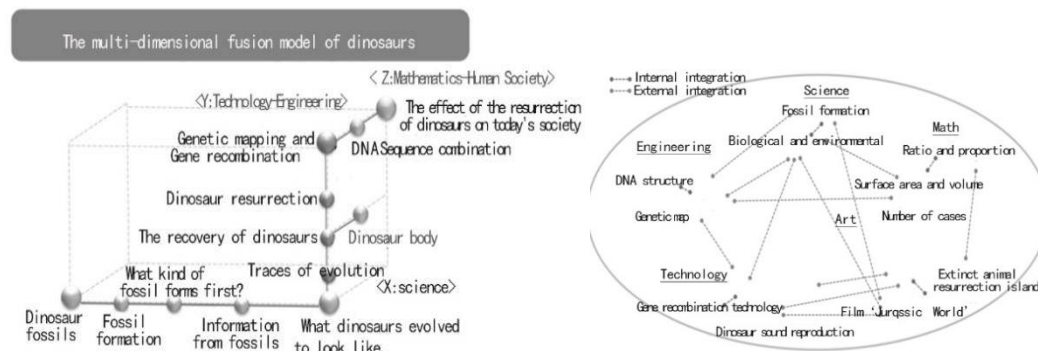 The multi-dimensional fusion model of dinosaurs
< Z:Mathematics-Human Society>
<Y:Technology-Engineering>
The effect of the resurrection
of dinosaurs on today's society
Genetic mapping and
Gene recombination
DNA Sequence combination
Dinosaur resurrection
The recovery of dinosaurs
Dinosaur body
Traces of evolution
What kind of
fossil forms first?
<X:science>
Dinosaur
fossils
Fossil
formation
Information
from fossils
What dinosaurs evolved
to look like
Internal integration
External integration
Science
Fossil formation
Biological and environmental
Math
Ratio and proportion
Surface area and volume
Number of cases
Engineering
DNA structure
Genetic map
Art
Technology
Gene recombination technology
Dinosaur sound reproduction
Film 'Jurqssic World'
Extinct animal
resurrection island